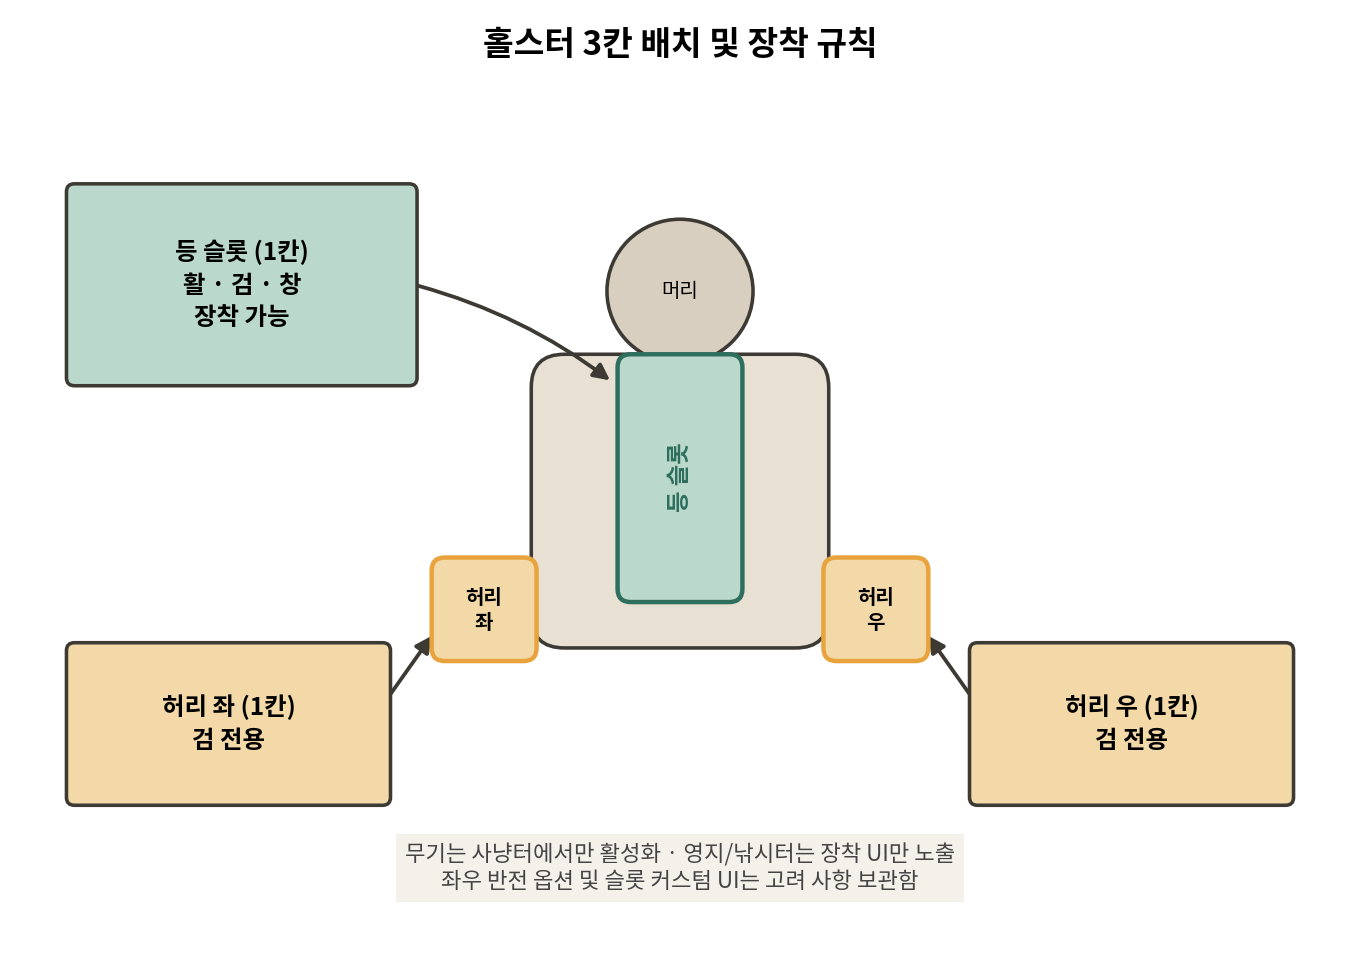 홀스터 3칸 배치 및 장착 규칙
등 슬롯 (1칸)
활 · 검 · 창
장착 가능
머리
등 슬롯
허리
좌
허리
우
허리 좌 (1칸)
검 전용
허리 우 (1칸)
검 전용
무기는 사냥터에서만 활성화 · 영지/낚시터는 장착 UI만 노출
좌우 반전 옵션 및 슬롯 커스텀 UI는 고려 사항 보관함